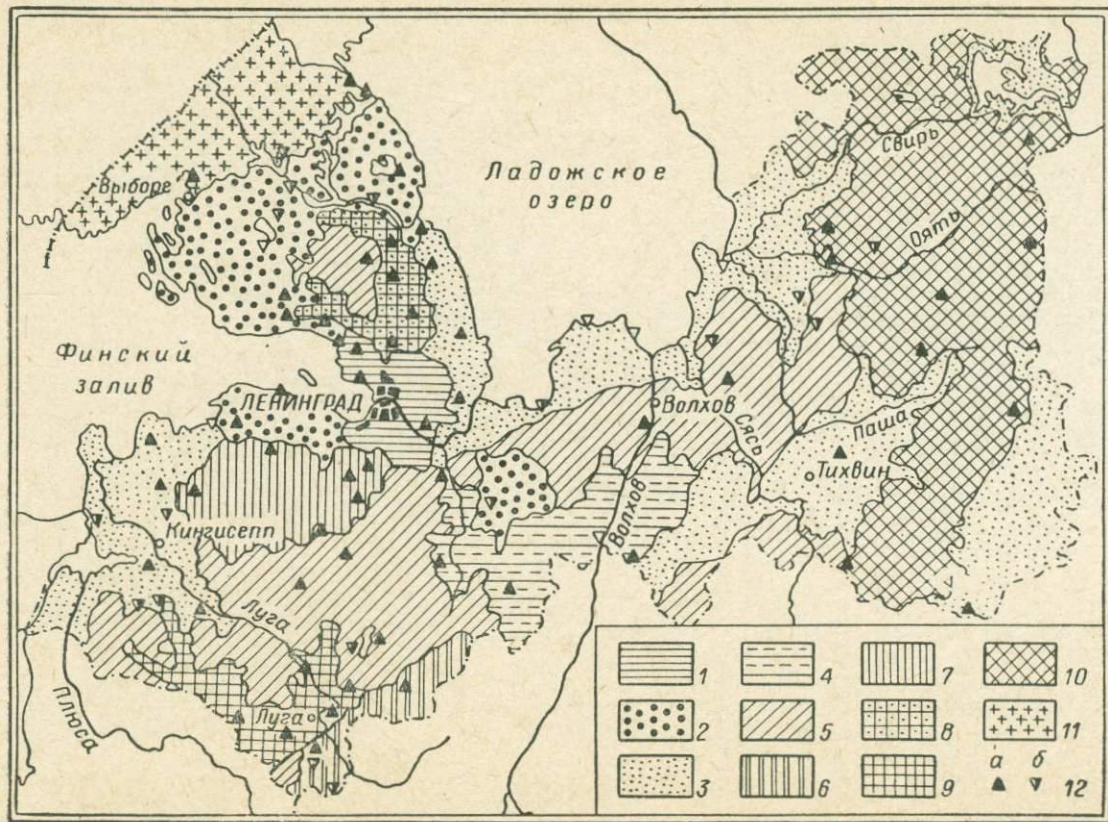 Свирь
Выборг
Ладожское
озеро
Оять
Финский
залив
ЛЕНИНГРАД
Волхов
Сясь
Паша
Тихвин
Кингисепп
Волхов
Луга
Плюса
Луга
1 4 7 10
2 5 8 11
а б
3 6 9 12